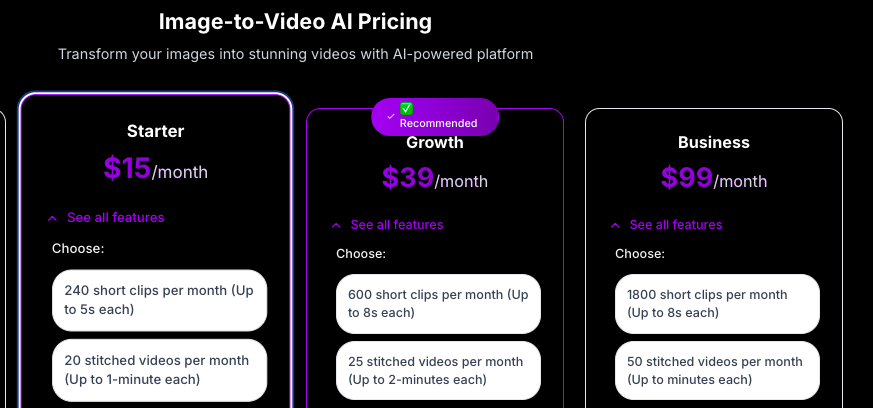 Image-to-Video AI Pricing
Transform your images into stunning videos with AI-powered platform
Starter
$15/month
See all features
Choose:
240 short clips per month (Up
to 5s each)
20 stitched videos per month
(Up to 1-minute each)
✓ ✅
Recommended
Growth
$39/month
See all features
Choose:
600 short clips per month (Up
to 8s each)
25 stitched videos per month
(Up to 2-minutes each)
Business
$99/month
See all features
Choose:
1800 short clips per month
(Up to 8s each)
50 stitched videos per month
(Up to minutes each)